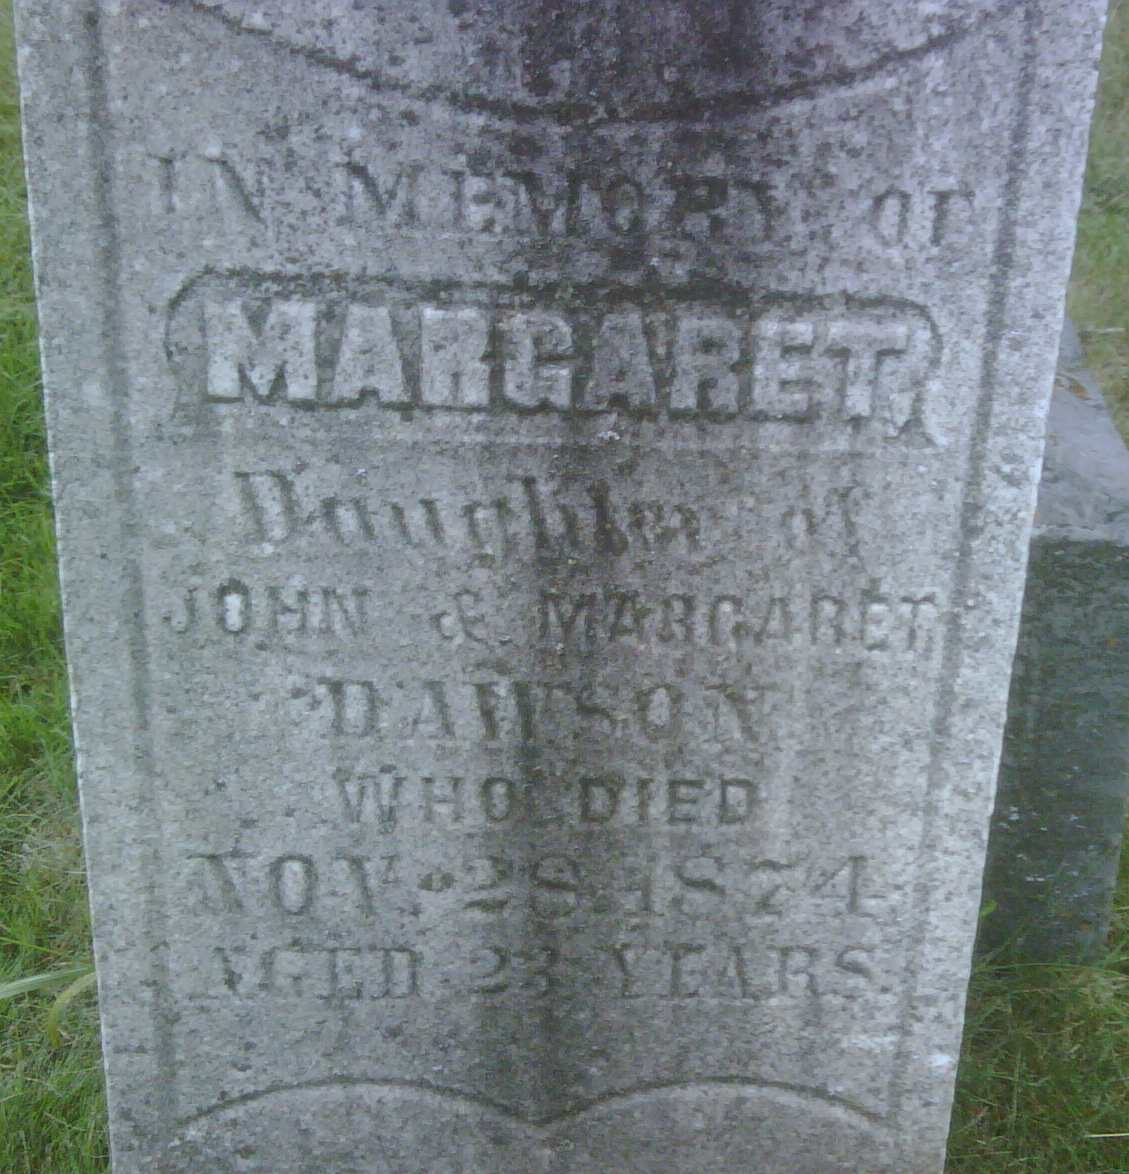 IN MEMORY OF
MARGARET
Daughter of
JOHN & MARGARET
DAWSON
WHO DIED
NOV. 28, 1874
AGED 23 YEARS